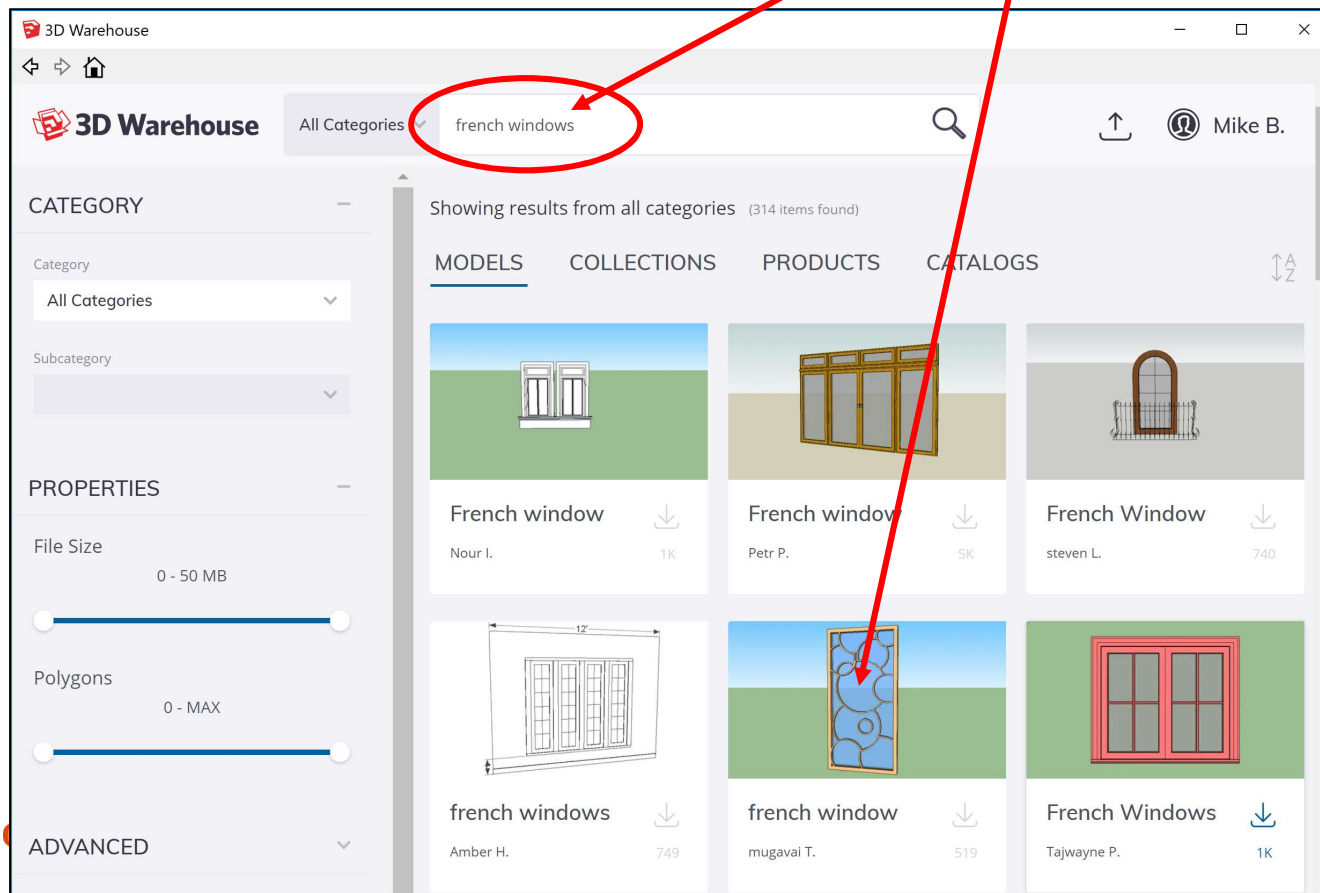 3D Warehouse
3D Warehouse
All Categories
french windows
Mike B.
CATEGORY
Category
All Categories
Subcategory
PROPERTIES
File Size
0 - 50 MB
Polygons
0 - MAX
ADVANCED
Showing results from all categories (314 items found)
MODELS COLLECTIONS PRODUCTS CATALOGS
A
Z
French window
Nour I. 1K
French window
Petr P. 5K
French Window
steven L. 740
12'
french windows
Amber H. 749
french window
mugavai T. 519
French Windows
Tajwayne P. 1K